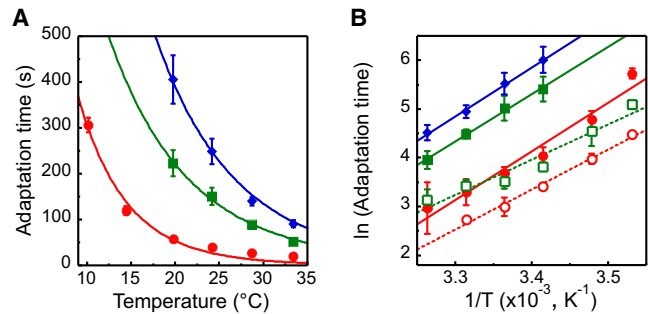 A
Adaptation time (s)
500
400
300
200
100
0
10 15 20 25 30 35
Temperature (°C)
B
ln (Adaptation time)
6
5
4
3
2
3.3 3.4 3.5
1/T (x10⁻³, K⁻¹)